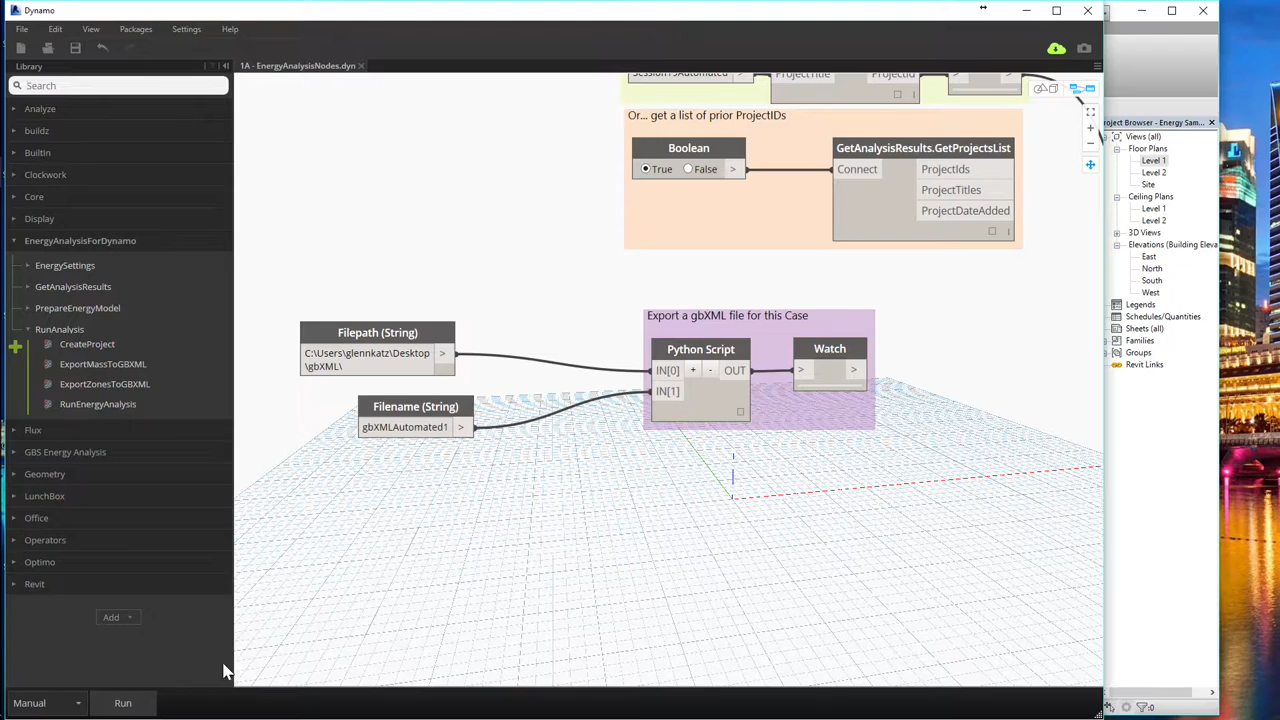 Dynamo
File Edit View Packages Settings Help
Library
1A - EnergyAnalysisNodes.dyn
Search
Analyze
buildz
BuiltIn
Clockwork
Core
Display
EnergyAnalysisForDynamo
EnergySettings
GetAnalysisResults
PrepareEnergyModel
RunAnalysis
CreateProject
ExportMassToGBXML
ExportZonesToGBXML
RunEnergyAnalysis
Flux
GBS Energy Analysis
Geometry
LunchBox
Office
Operators
Optimo
Revit
Add
Manual
Run
ProjectTitle ProjectId
Or... get a list of prior ProjectIDs
Boolean
True False >
GetAnalysisResults.GetProjectsList
Connect ProjectIds
ProjectTitles
ProjectDateAdded
Filepath (String)
C:\Users\glennkatz\Desktop >
\gbXML\
Filename (String)
gbXMLAutomated1 >
Export a gbXML file for this Case
Python Script
IN[0] + - OUT
IN[1]
Watch
> >
roject Browser - Energy Sam...
Views (all)
Floor Plans
Level 1
Level 2
Site
Ceiling Plans
Level 1
Level 2
3D Views
Elevations (Building Eleva
East
North
South
West
Legends
Schedules/Quantities
Sheets (all)
Families
Groups
Revit Links
:0